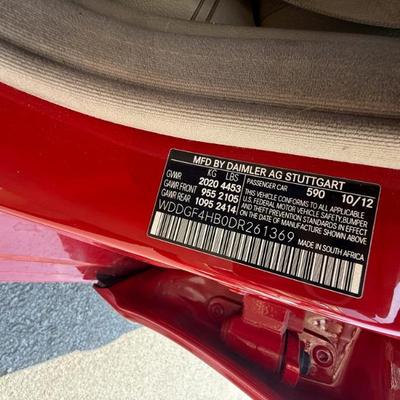 MFD BY DAIMLER AG STUTTGART
KG LBS PASSENGER CAR 590 10/12
GVWR 2020 4453 THIS VEHICLE CONFORMS TO ALL APPLICABLE
GAWR FRONT 955 2105 U.S. FEDERAL MOTOR VEHICLE SAFETY, BUMPER
GAWR REAR 1095 2414 AND THEFT PREVENTION STANDARDS IN EFFECT
ON THE DATE OF MANUFACTURE SHOWN ABOVE
WDDGF4HB0DR261369
MADE IN SOUTH AFRICA